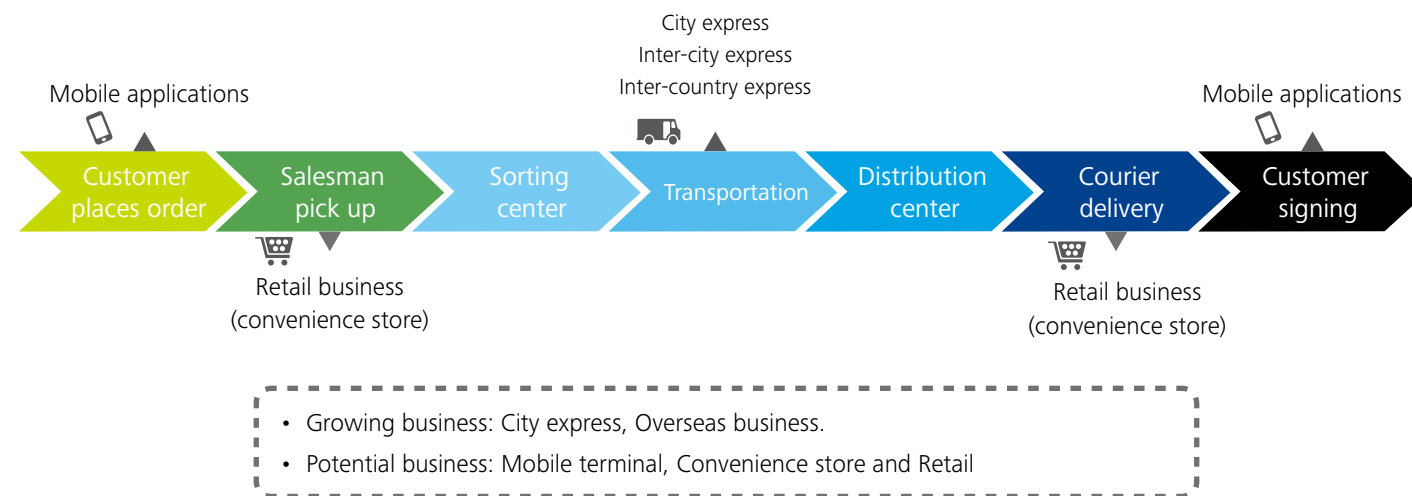 City express
Inter-city express
Inter-country express
Mobile applications
Mobile applications
Customer
places order
Salesman
pick up
Sorting
center
Transportation
Distribution
center
Courier
delivery
Customer
signing
Retail business
(convenience store)
Retail business
(convenience store)
• Growing business: City express, Overseas business.
• Potential business: Mobile terminal, Convenience store and Retail